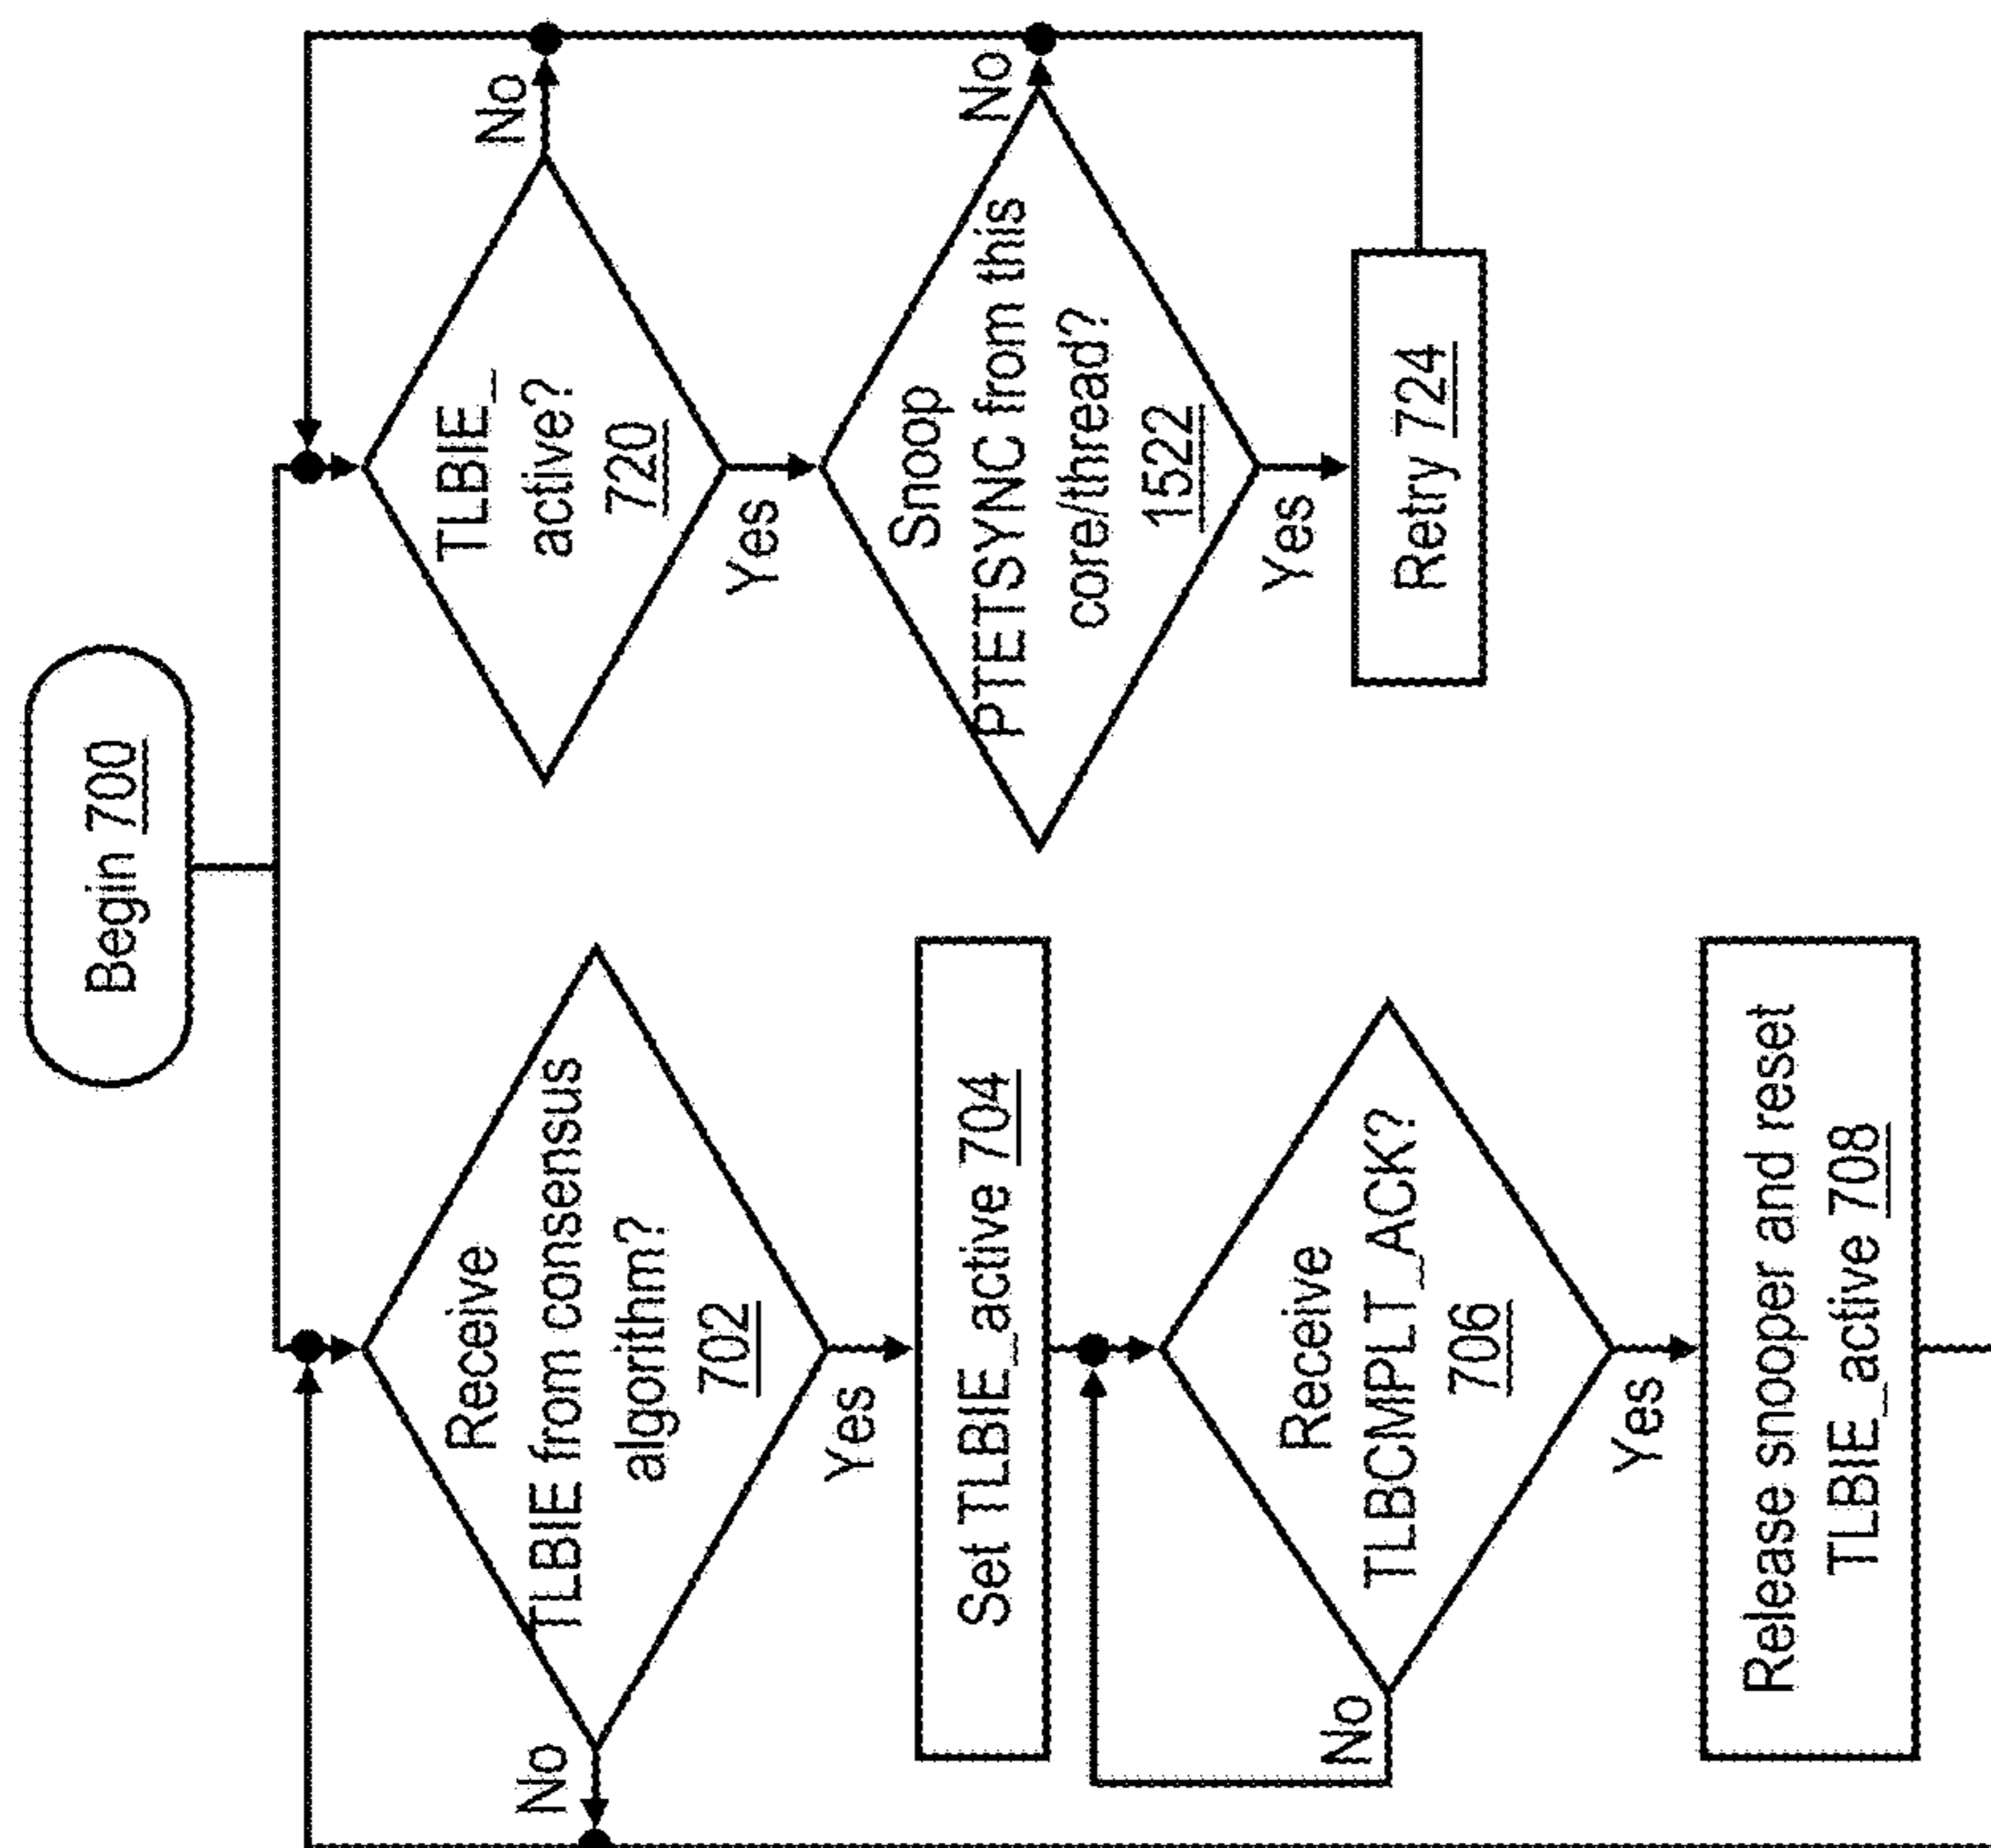 Begin 700
Receive
TLBIE from consensus
algorithm?
702
No
Yes
Set TLBIE_active 704
Receive
TLBCMPLT_ACK?
706
No
Yes
Release snooper and reset
TLBIE_active 708
TLBIE_
active?
720
No
Yes
Snoop
PTETSYNC from this
core/thread?
1522
No
Yes
Retry 724